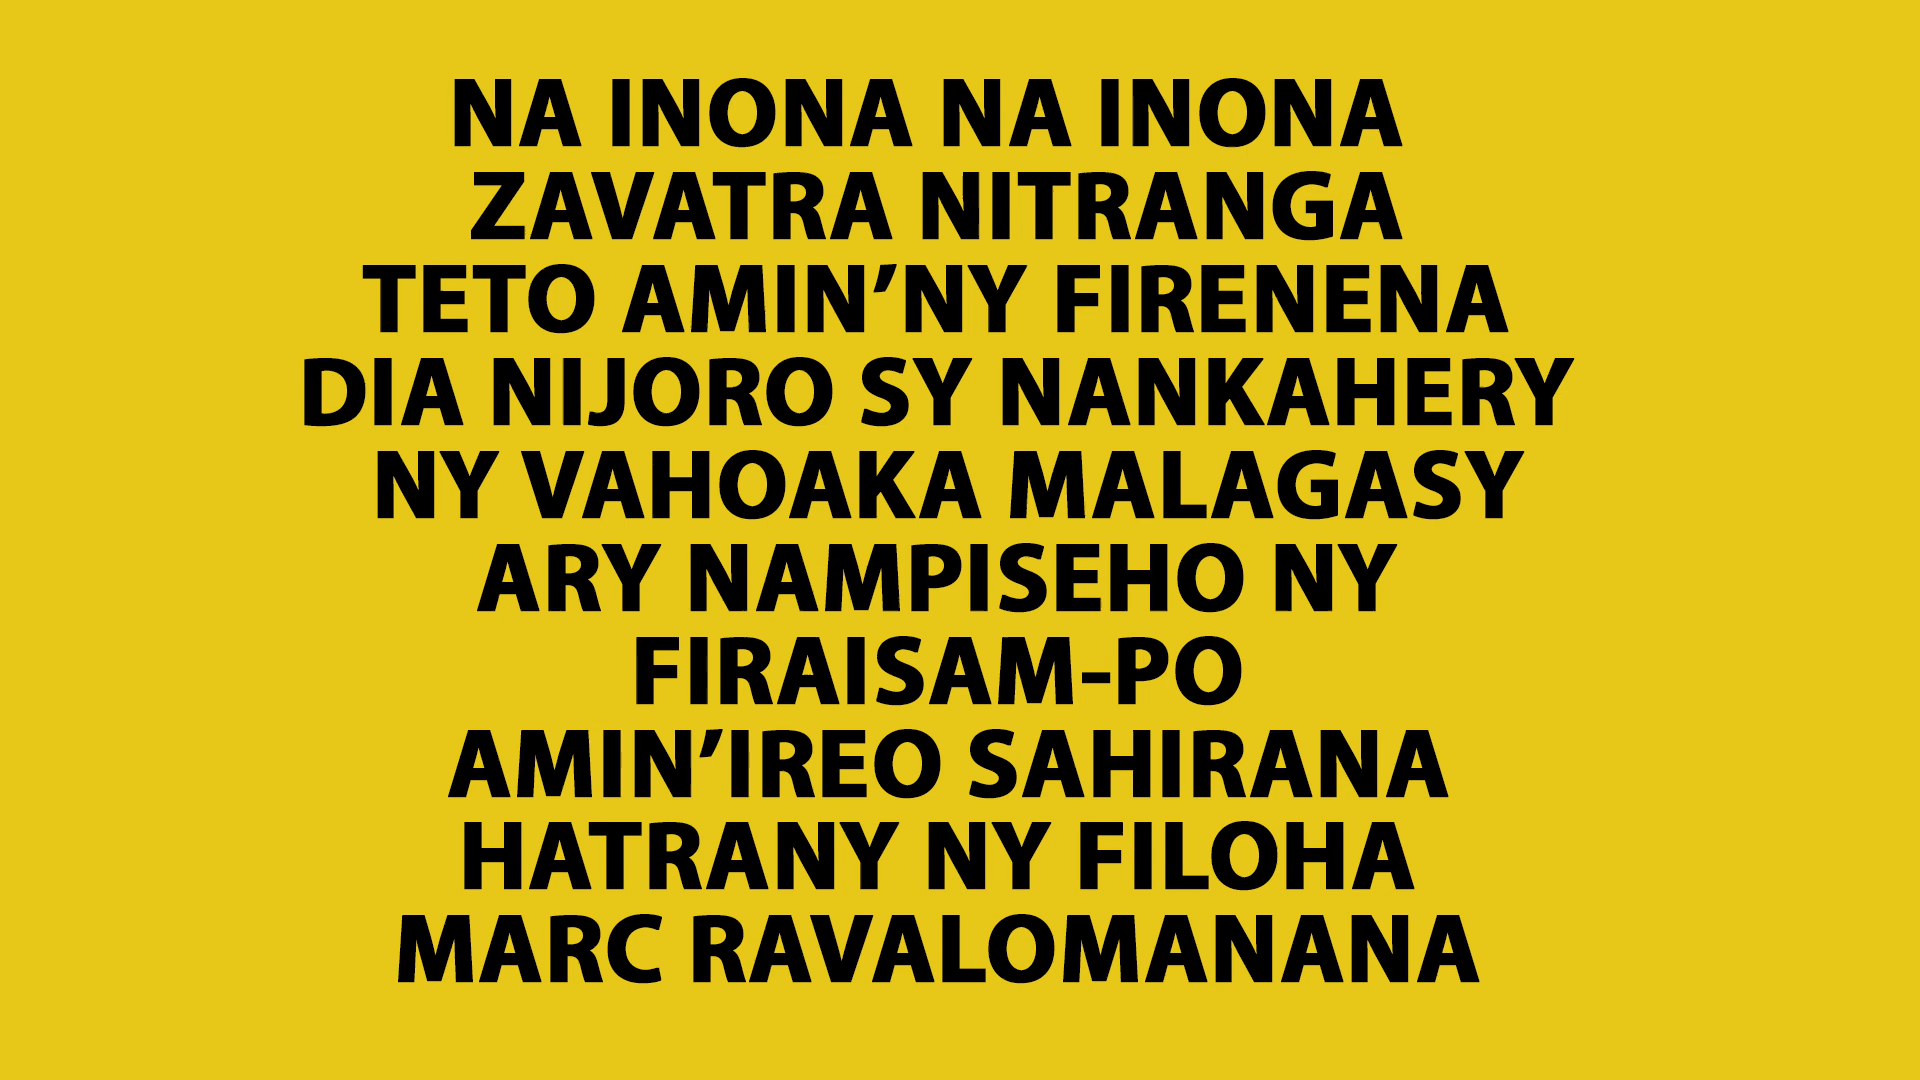 NA INONA NA INONA
ZAVATRA NITRANGA
TETO AMIN’NY FIRENENA
DIA NIJORO SY NANKAHERY
NY VAHOAKA MALAGASY
ARY NAMPISEHO NY
FIRAISAM-PO
AMIN’IREO SAHIRANA
HATRANY NY FILOHA
MARC RAVALOMANANA